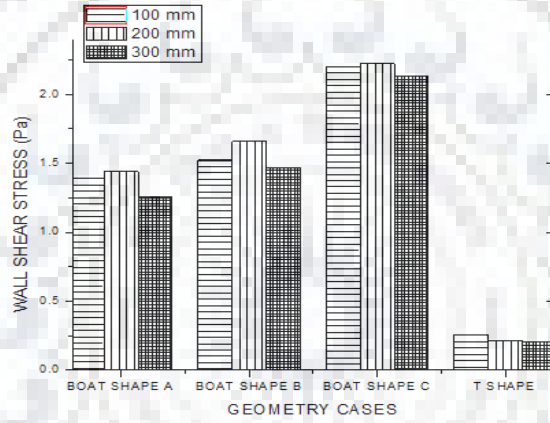 100 mm
200 mm
300 mm
WALL SHEAR STRESS (Pa)
2.0
1.5
1.0
0.5
0.0
BOAT SHAPE A BOAT SHAPE B BOAT SHAPE C T SHAPE
GEOMETRY CASES